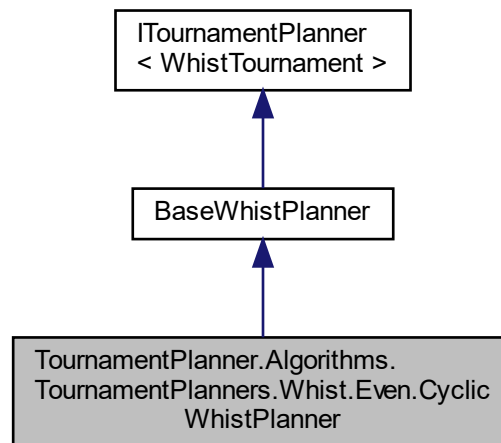 ITournamentPlanner
< WhistTournament >
BaseWhistPlanner
TournamentPlanner.Algorithms.
TournamentPlanners.Whist.Even.Cyclic
WhistPlanner